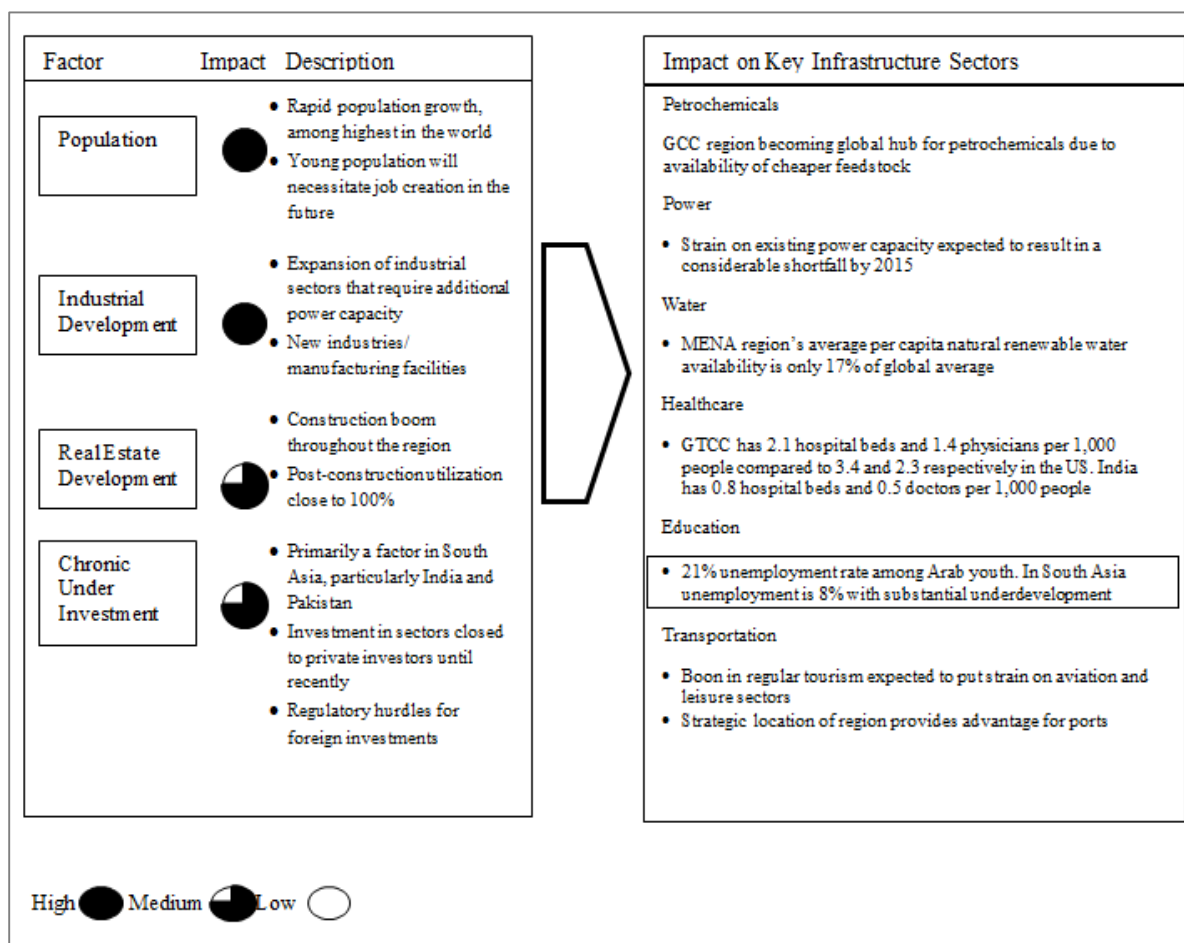 Factor Impact Description
Population
• Rapid population growth,
among highest in the world
• Young population will
necessitate job creation in the
future
Industrial
Development
• Expansion of industrial
sectors that require additional
power capacity
• New industries/
manufacturing facilities
Real Estate
Development
• Construction boom
throughout the region
• Post-construction utilization
close to 100%
Chronic
Under
Investment
• Primarily a factor in South
Asia, particularly India and
Pakistan
• Investment in sectors closed
to private investors until
recently
• Regulatory hurdles for
foreign investments
Impact on Key Infrastructure Sectors
Petrochemicals
GCC region becoming global hub for petrochemicals due to
availability of cheaper feedstock
Power
• Strain on existing power capacity expected to result in a
considerable shortfall by 2015
Water
• MENA region's average per capita natural renewable water
availability is only 17% of global average
Healthcare
• GTCC has 2.1 hospital beds and 1.4 physicians per 1,000
people compared to 3.4 and 2.3 respectively in the US. India
has 0.8 hospital beds and 0.5 doctors per 1,000 people
Education
• 21% unemployment rate among Arab youth. In South Asia
unemployment is 8% with substantial underdevelopment
Transportation
• Boon in regular tourism expected to put strain on aviation and
leisure sectors
• Strategic location of region provides advantage for ports
High Medium Low